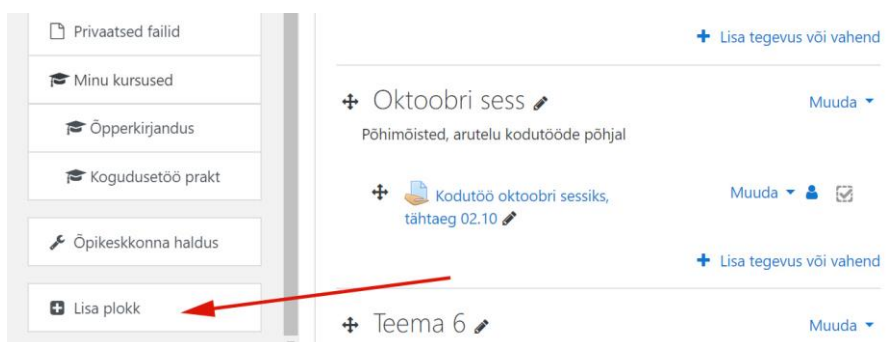 Privaatsed failid
Minu kursused
Õpperkirjandus
Kogudusetöö prakt
Õpikeskkonna haldus
Lisa plokk
Lisa tegevus või vahend
Oktoobri sess
Muuda
Põhimõisted, arutelu kodutööde põhjal
Kodutöö oktoobri sessiks,
tähtaeg 02.10
Muuda
Lisa tegevus või vahend
Teema 6
Muuda